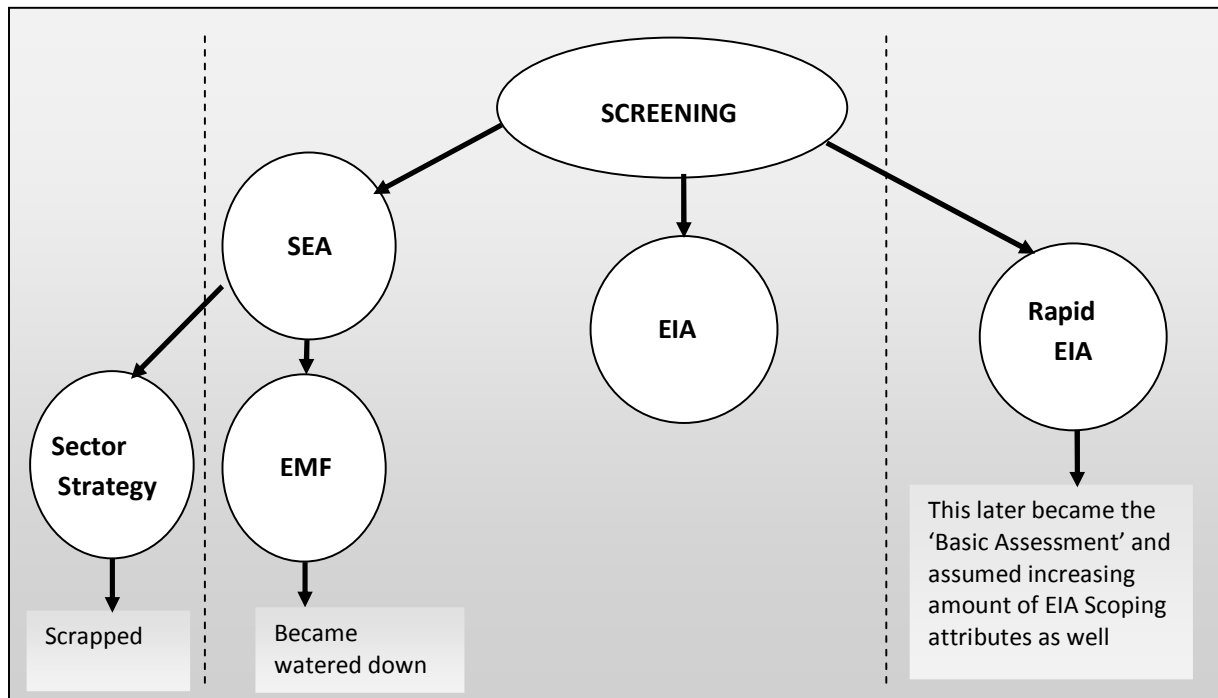 SCREENING
SEA
EIA
Rapid
EIA
Sector
Strategy
EMF
Scrapped
Became
watered down
This later became the
‘Basic Assessment’ and
assumed increasing
amount of EIA Scoping
attributes as well